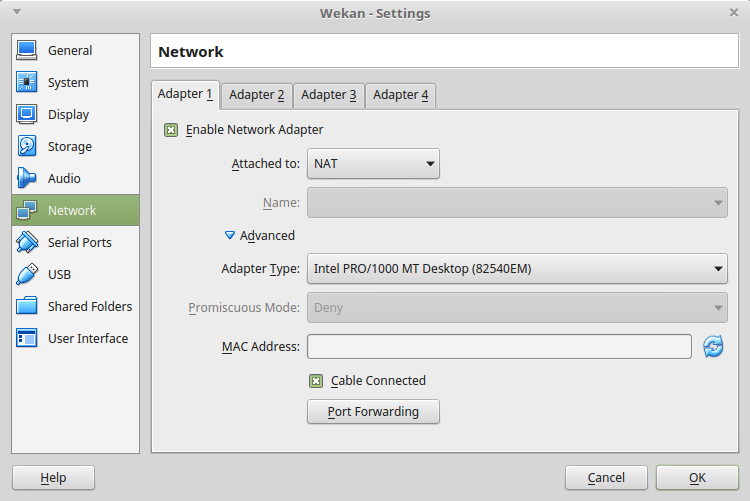 Wekan - Settings
General
System
Display
Storage
Audio
Network
Serial Ports
USB
Shared Folders
User Interface
Network
Adapter 1 Adapter 2 Adapter 3 Adapter 4
Enable Network Adapter
Attached to: NAT
Name:
Advanced
Adapter Type: Intel PRO/1000 MT Desktop (82540EM)
Promiscuous Mode: Deny
MAC Address:
Cable Connected
Port Forwarding
Help Cancel OK